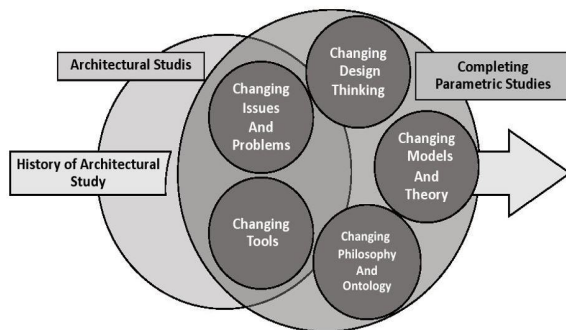 Architectural Studis
History of Architectural
Study
Changing
Issues
And
Problems
Changing
Tools
Changing
Design
Thinking
Changing
Models
And
Theory
Changing
Philosophy
And
Ontology
Completing
Parametric Studies